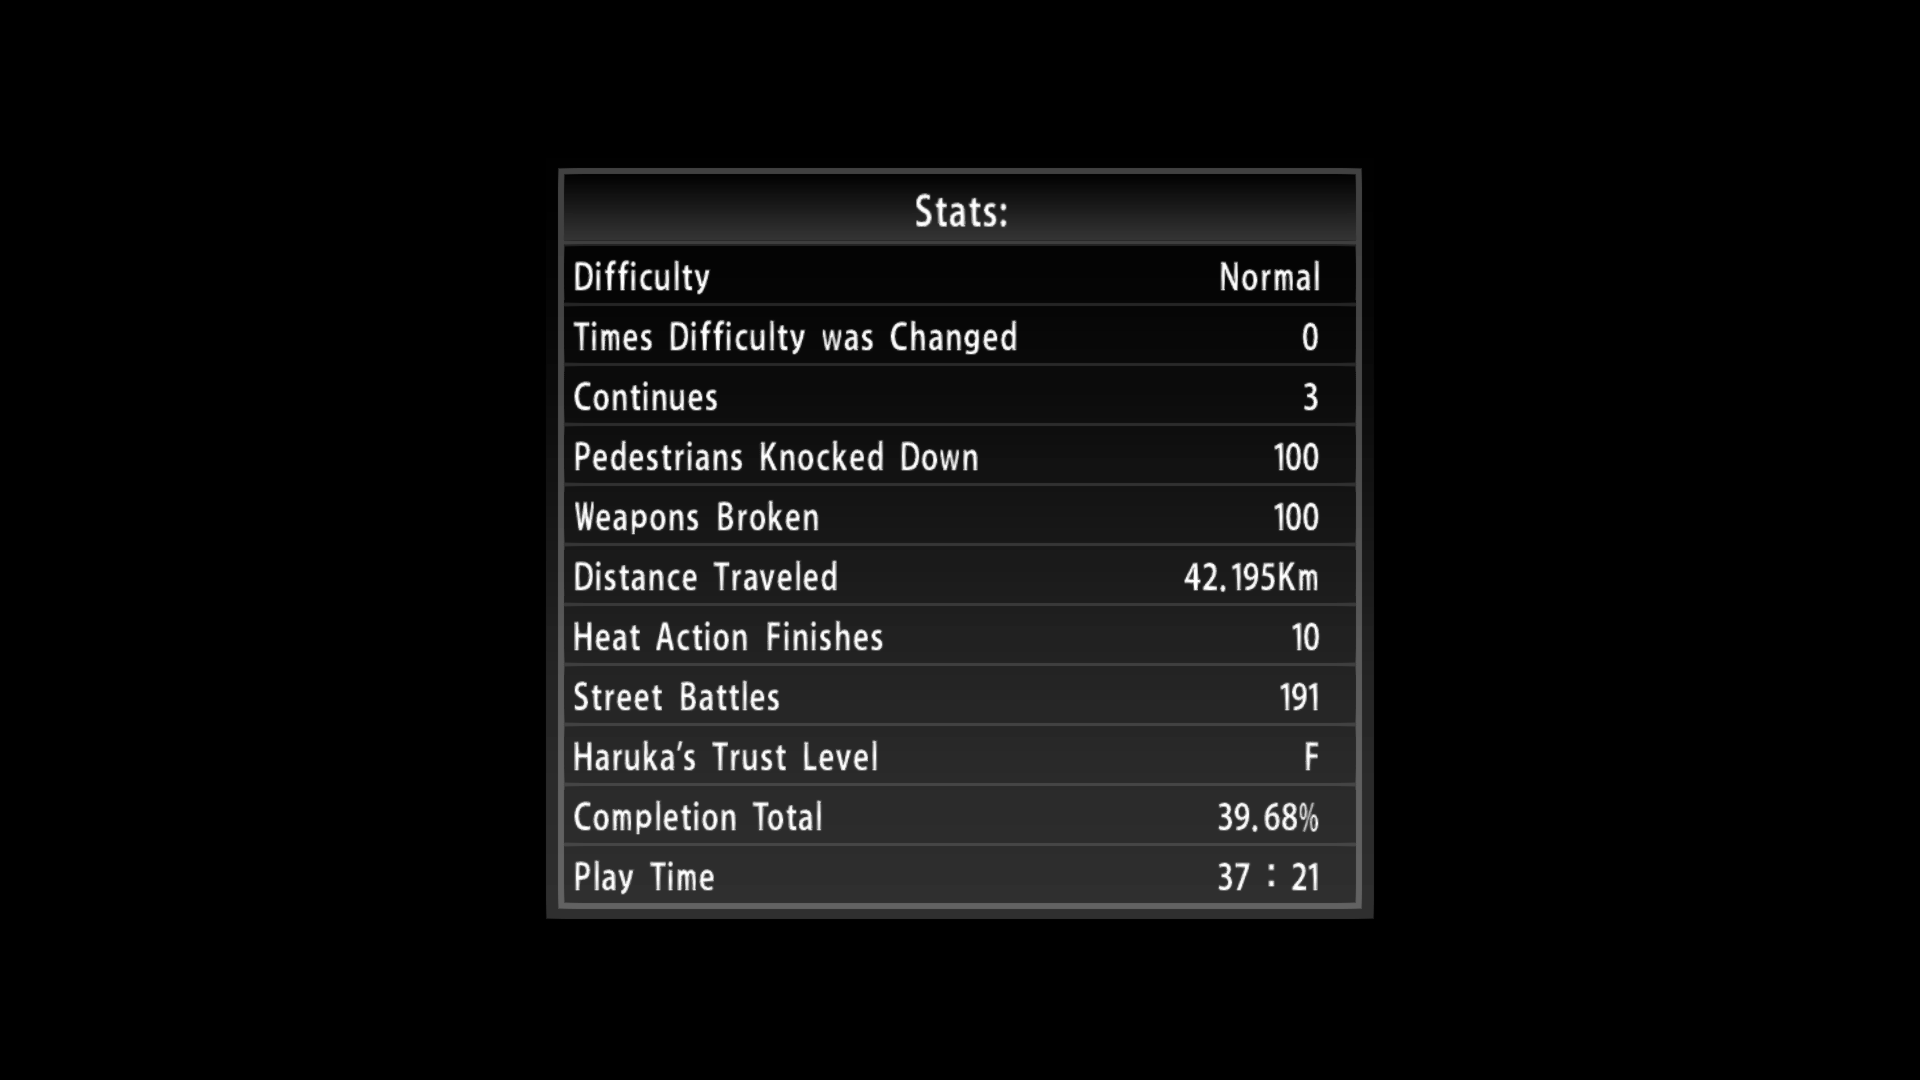 Stats:
Difficulty Normal
Times Difficulty was Changed 0
Continues 3
Pedestrians Knocked Down 100
Weapons Broken 100
Distance Traveled 42.195Km
Heat Action Finishes 10
Street Battles 191
Haruka's Trust Level F
Completion Total 39.68%
Play Time 37 : 21